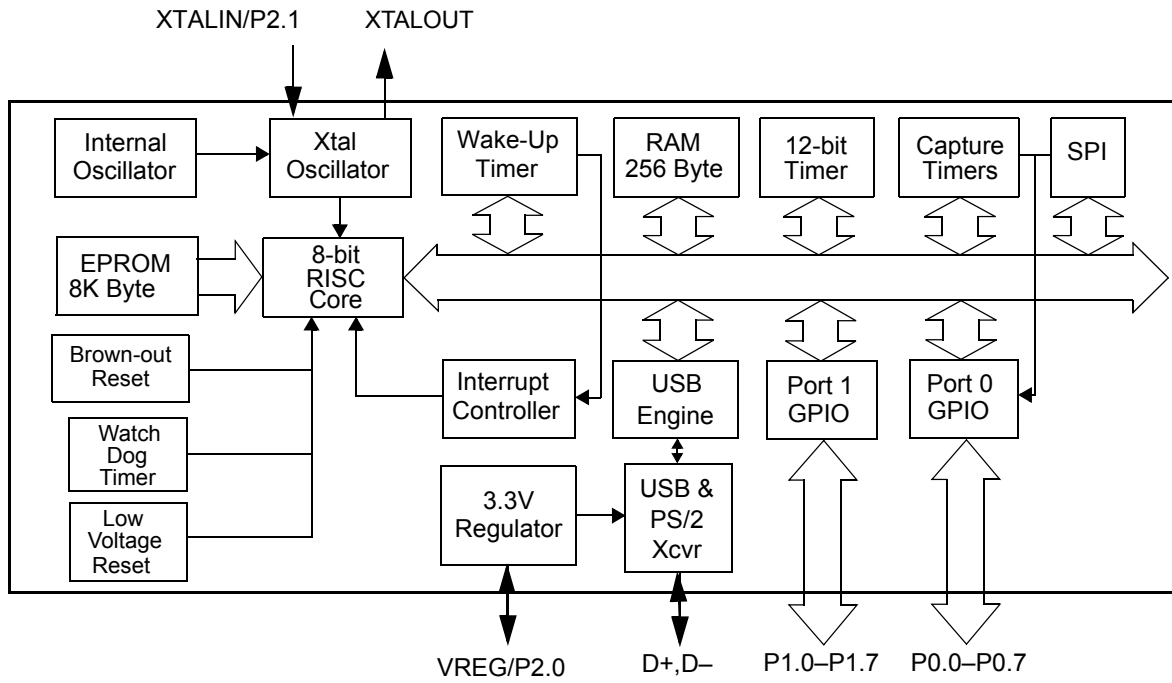 XTALIN/P2.1
XTALOUT
Internal
Oscillator
Xtal
Oscillator
Wake-Up
Timer
RAM
256 Byte
12-bit
Timer
Capture
Timers
SPI
EPROM
8K Byte
8-bit
RISC
Core
Brown-out
Reset
Interrupt
Controller
USB
Engine
Port 1
GPIO
Port 0
GPIO
Watch
Dog
Timer
3.3V
Regulator
USB &
PS/2
Xcvr
Low
Voltage
Reset
VREG/P2.0
D+,D–
P1.0–P1.7
P0.0–P0.7